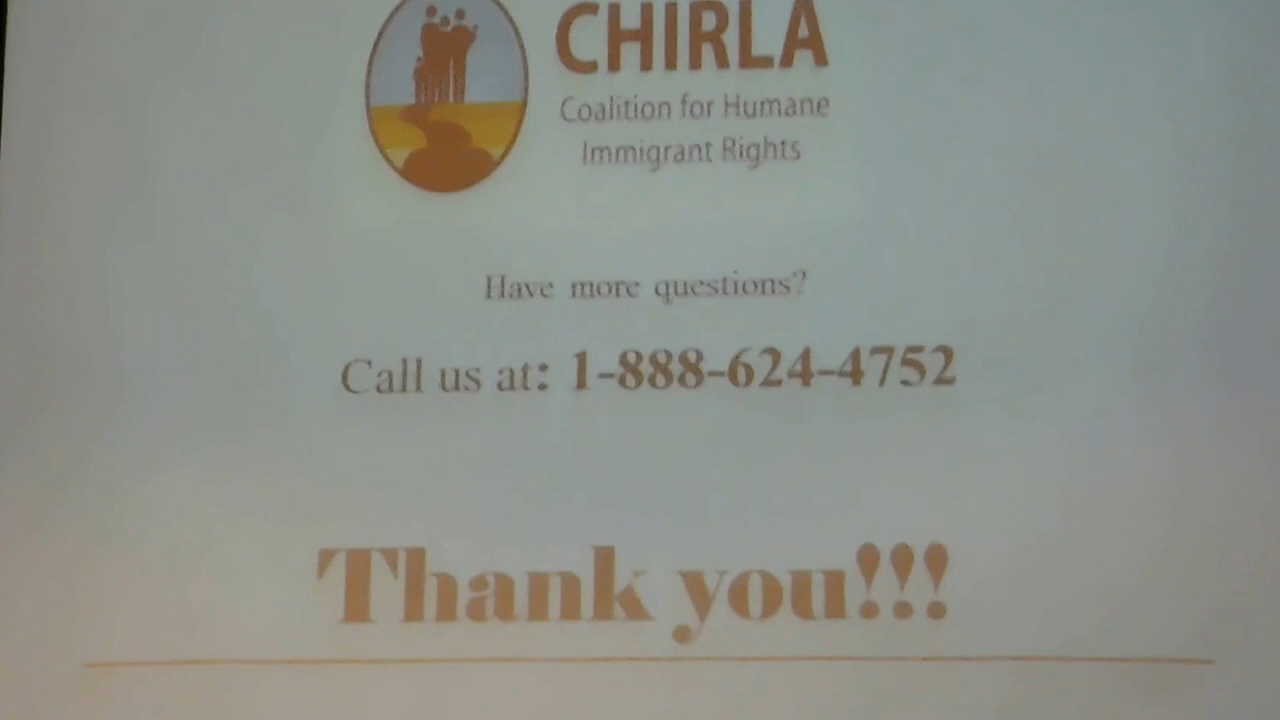 CHIRLA
Coalition for Humane
Immigrant Rights
Have more questions?
Call us at: 1-888-624-4752
Thank you!!!